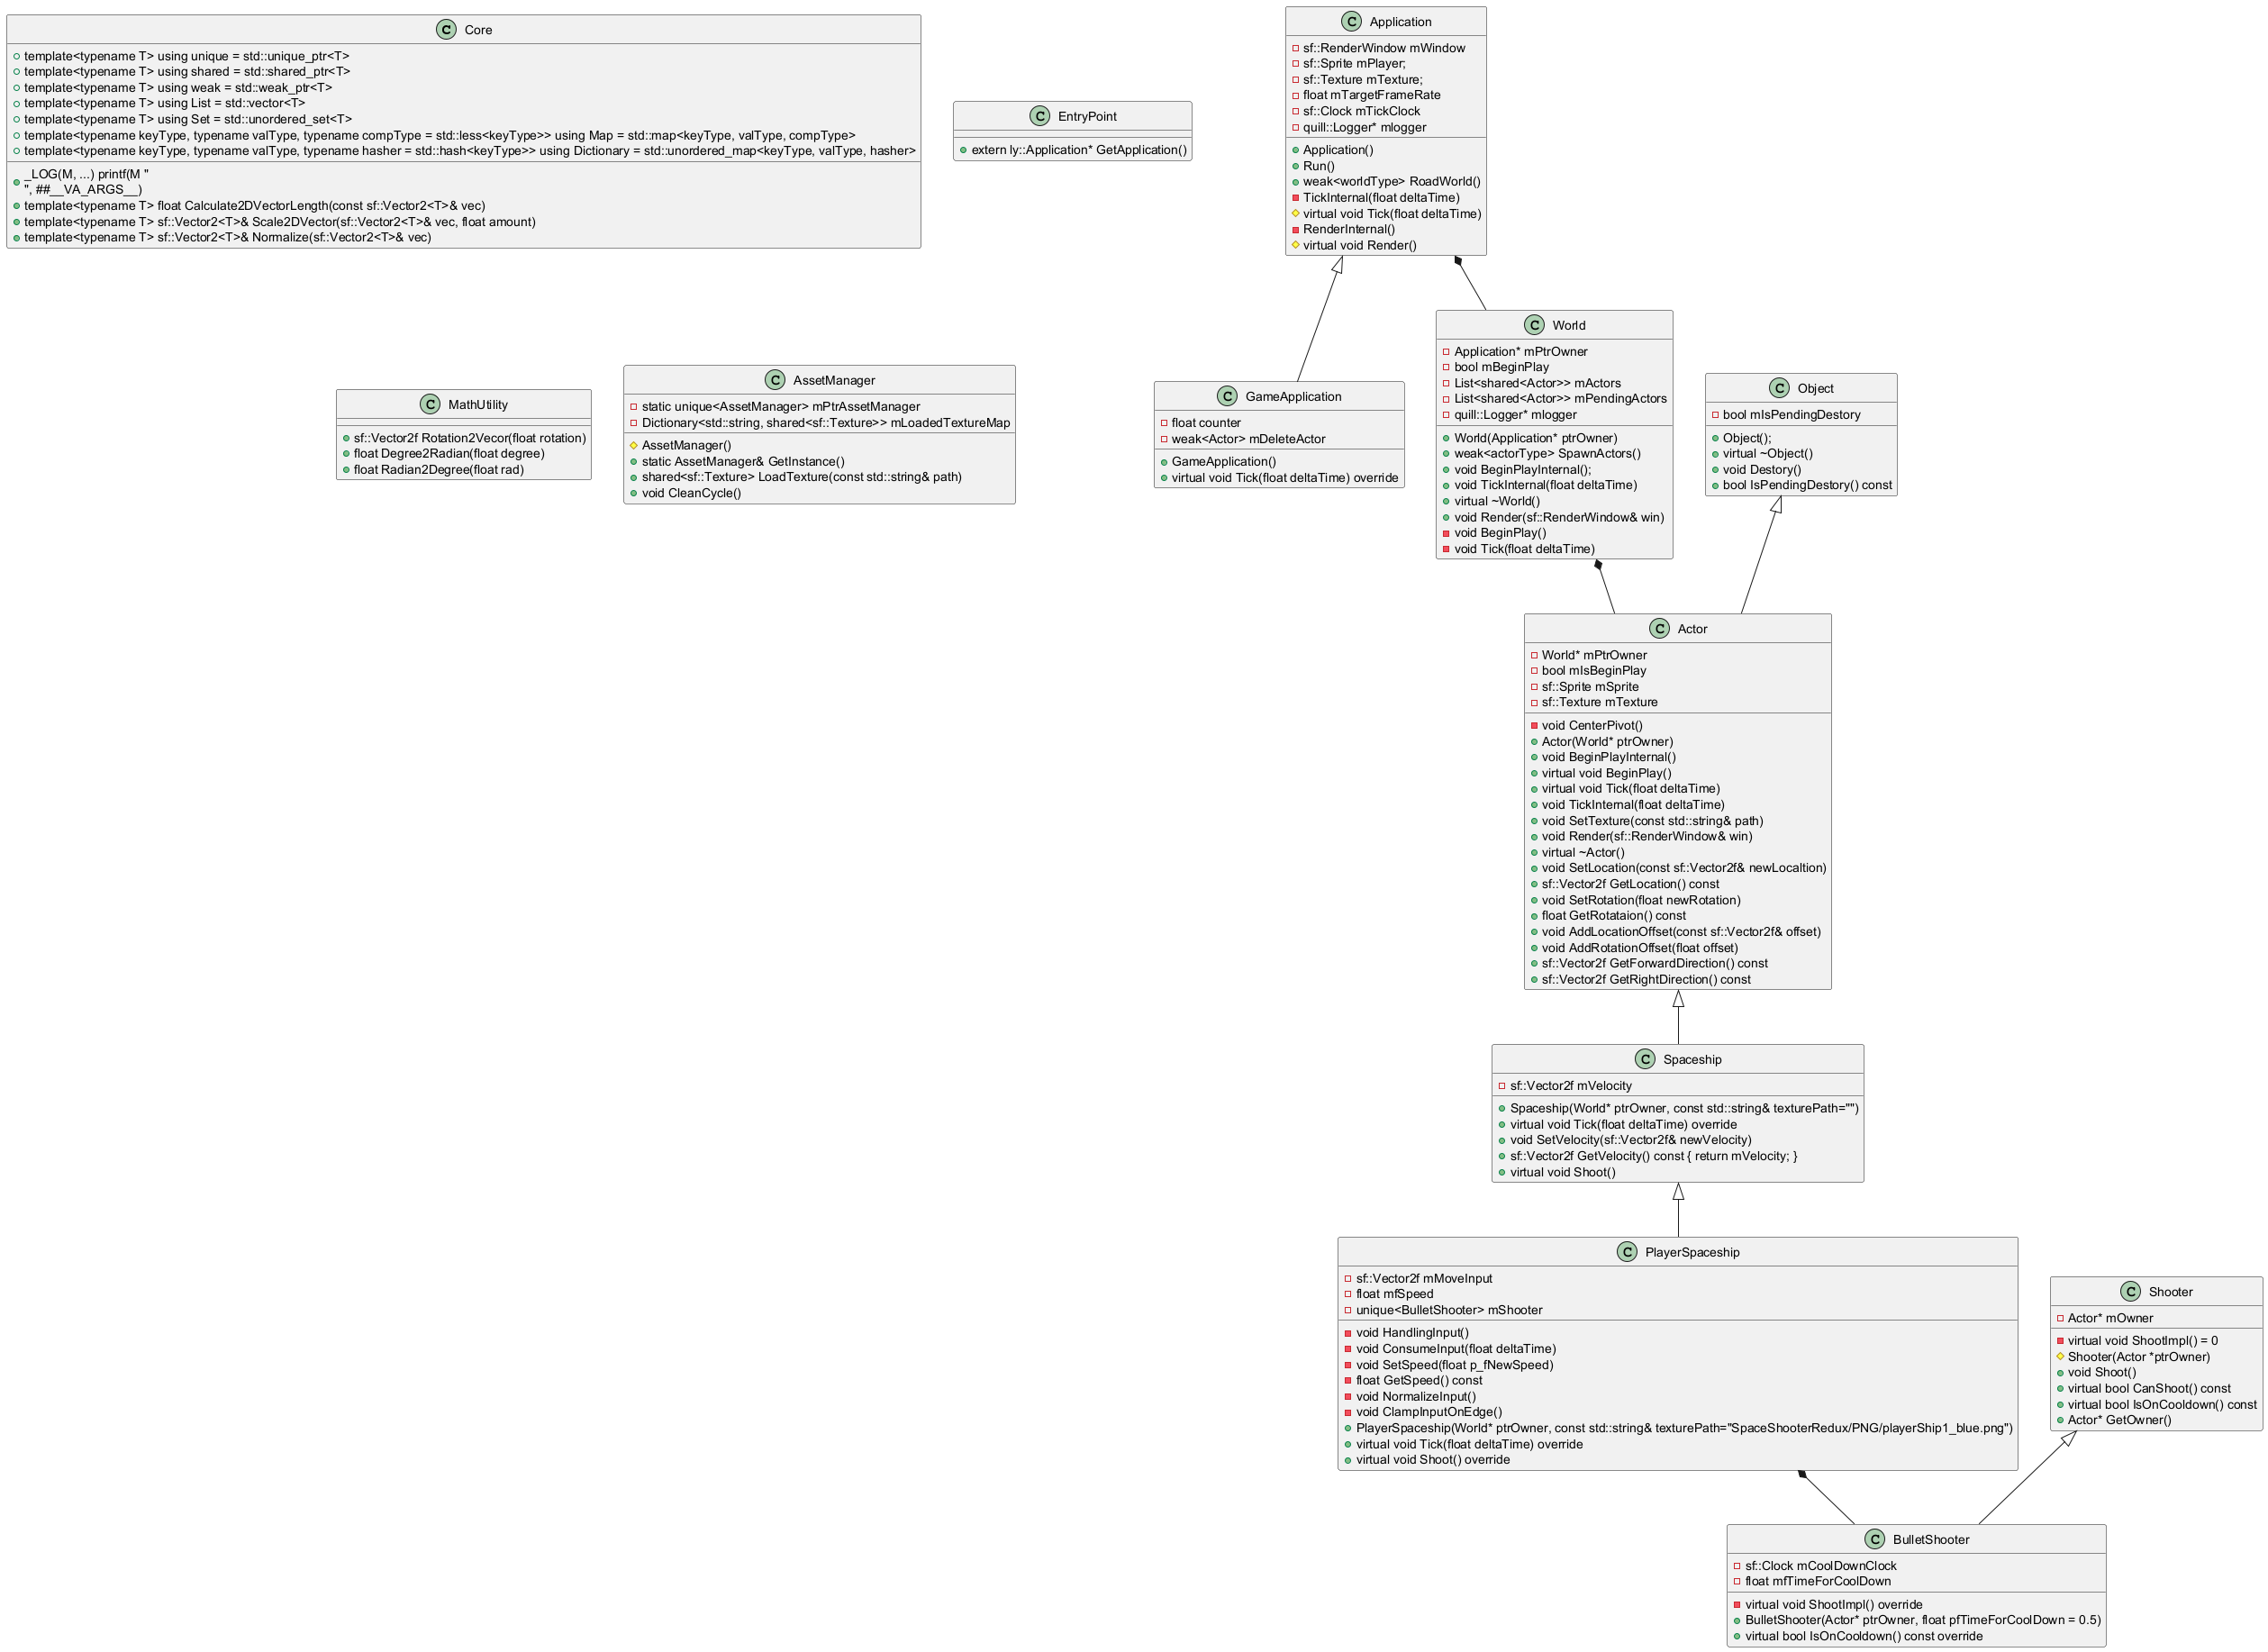 Core
template<typename T> using unique = std::unique_ptr<T>
template<typename T> using shared = std::shared_ptr<T>
template<typename T> using weak = std::weak_ptr<T>
template<typename T> using List = std::vector<T>
template<typename T> using Set = std::unordered_set<T>
template<typename keyType, typename valType, typename compType = std::less<keyType>> using Map = std::map<keyType, valType, compType>
template<typename keyType, typename valType, typename hasher = std::hash<keyType>> using Dictionary = std::unordered_map<keyType, valType, hasher>
_LOG(M, ...) printf(M "
", ##__VA_ARGS__)
template<typename T> float Calculate2DVectorLength(const sf::Vector2<T>& vec)
template<typename T> sf::Vector2<T>& Scale2DVector(sf::Vector2<T>& vec, float amount)
template<typename T> sf::Vector2<T>& Normalize(sf::Vector2<T>& vec)
EntryPoint
extern ly::Application* GetApplication()
Application
sf::RenderWindow mWindow
sf::Sprite mPlayer;
sf::Texture mTexture;
float mTargetFrameRate
sf::Clock mTickClock
quill::Logger* mlogger
Application()
Run()
weak<worldType> RoadWorld()
TickInternal(float deltaTime)
virtual void Tick(float deltaTime)
RenderInternal()
virtual void Render()
MathUtility
sf::Vector2f Rotation2Vecor(float rotation)
float Degree2Radian(float degree)
float Radian2Degree(float rad)
AssetManager
static unique<AssetManager> mPtrAssetManager
Dictionary<std::string, shared<sf::Texture>> mLoadedTextureMap
AssetManager()
static AssetManager& GetInstance()
shared<sf::Texture> LoadTexture(const std::string& path)
void CleanCycle()
GameApplication
float counter
weak<Actor> mDeleteActor
GameApplication()
virtual void Tick(float deltaTime) override
World
Application* mPtrOwner
bool mBeginPlay
List<shared<Actor>> mActors
List<shared<Actor>> mPendingActors
quill::Logger* mlogger
World(Application* ptrOwner)
weak<actorType> SpawnActors()
void BeginPlayInternal();
void TickInternal(float deltaTime)
virtual ~World()
void Render(sf::RenderWindow& win)
void BeginPlay()
void Tick(float deltaTime)
Object
bool mIsPendingDestory
Object();
virtual ~Object()
void Destory()
bool IsPendingDestory() const
Actor
World* mPtrOwner
bool mIsBeginPlay
sf::Sprite mSprite
sf::Texture mTexture
void CenterPivot()
Actor(World* ptrOwner)
void BeginPlayInternal()
virtual void BeginPlay()
virtual void Tick(float deltaTime)
void TickInternal(float deltaTime)
void SetTexture(const std::string& path)
void Render(sf::RenderWindow& win)
virtual ~Actor()
void SetLocation(const sf::Vector2f& newLocaltion)
sf::Vector2f GetLocation() const
void SetRotation(float newRotation)
float GetRotataion() const
void AddLocationOffset(const sf::Vector2f& offset)
void AddRotationOffset(float offset)
sf::Vector2f GetForwardDirection() const
sf::Vector2f GetRightDirection() const
Spaceship
sf::Vector2f mVelocity
Spaceship(World* ptrOwner, const std::string& texturePath="")
virtual void Tick(float deltaTime) override
void SetVelocity(sf::Vector2f& newVelocity)
sf::Vector2f GetVelocity() const { return mVelocity; }
virtual void Shoot()
PlayerSpaceship
sf::Vector2f mMoveInput
float mfSpeed
unique<BulletShooter> mShooter
void HandlingInput()
void ConsumeInput(float deltaTime)
void SetSpeed(float p_fNewSpeed)
float GetSpeed() const
void NormalizeInput()
void ClampInputOnEdge()
PlayerSpaceship(World* ptrOwner, const std::string& texturePath="SpaceShooterRedux/PNG/playerShip1_blue.png")
virtual void Tick(float deltaTime) override
virtual void Shoot() override
Shooter
Actor* mOwner
virtual void ShootImpl() = 0
Shooter(Actor *ptrOwner)
void Shoot()
virtual bool CanShoot() const
virtual bool IsOnCooldown() const
Actor* GetOwner()
BulletShooter
sf::Clock mCoolDownClock
float mfTimeForCoolDown
virtual void ShootImpl() override
BulletShooter(Actor* ptrOwner, float pfTimeForCoolDown = 0.5)
virtual bool IsOnCooldown() const override